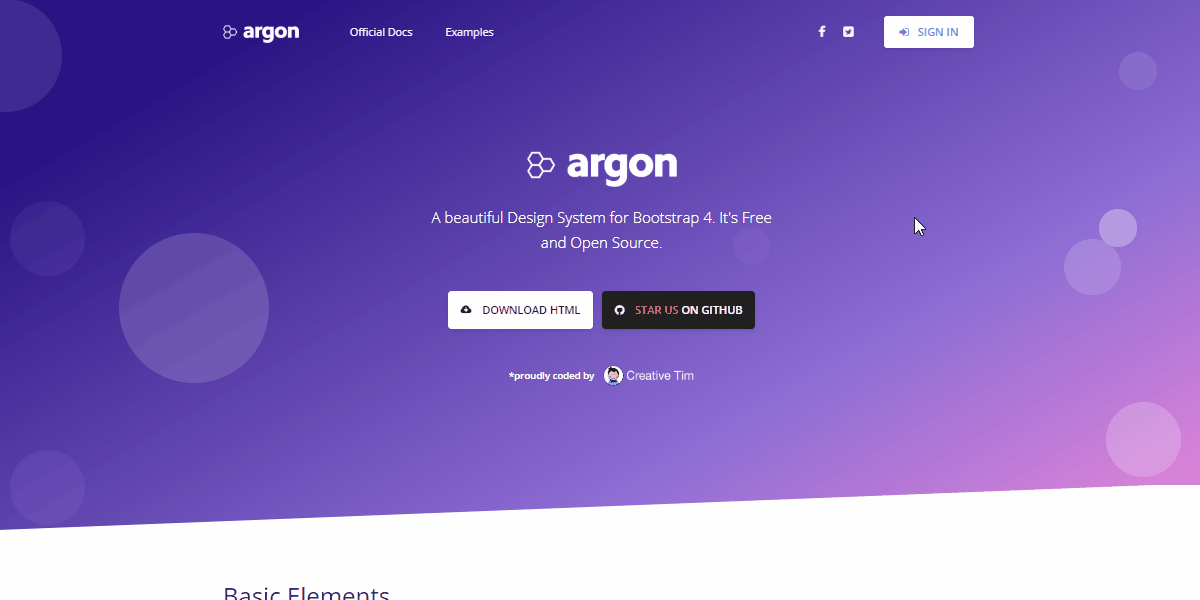 argon
Official Docs
Examples
SIGN IN
argon
A beautiful Design System for Bootstrap 4. It's Free
and Open Source.
DOWNLOAD HTML
STAR US ON GITHUB
*proudly coded by
Creative Tim
Basic Elements